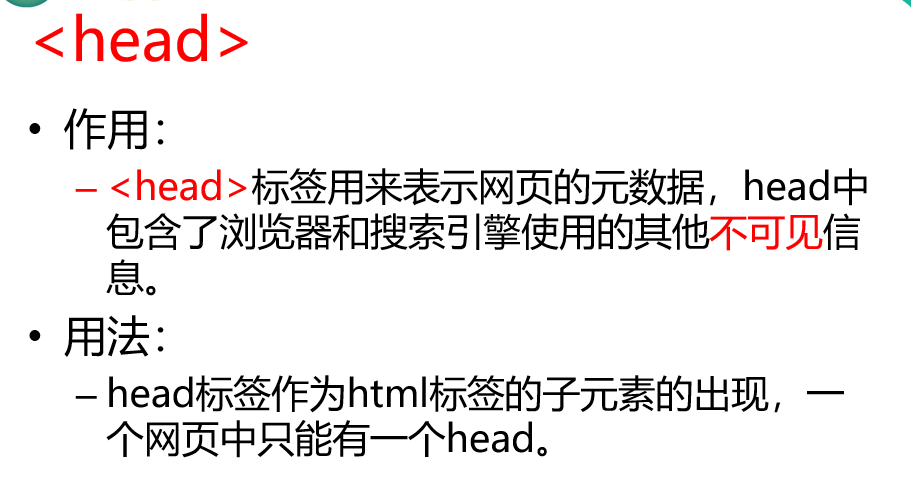 <head>
• 作用：
– <head>标签用来表示网页的元数据，head中
包含了浏览器和搜索引擎使用的其他不可见信
息。
• 用法：
– head标签作为html标签的子元素的出现，一
个网页中只能有一个head。